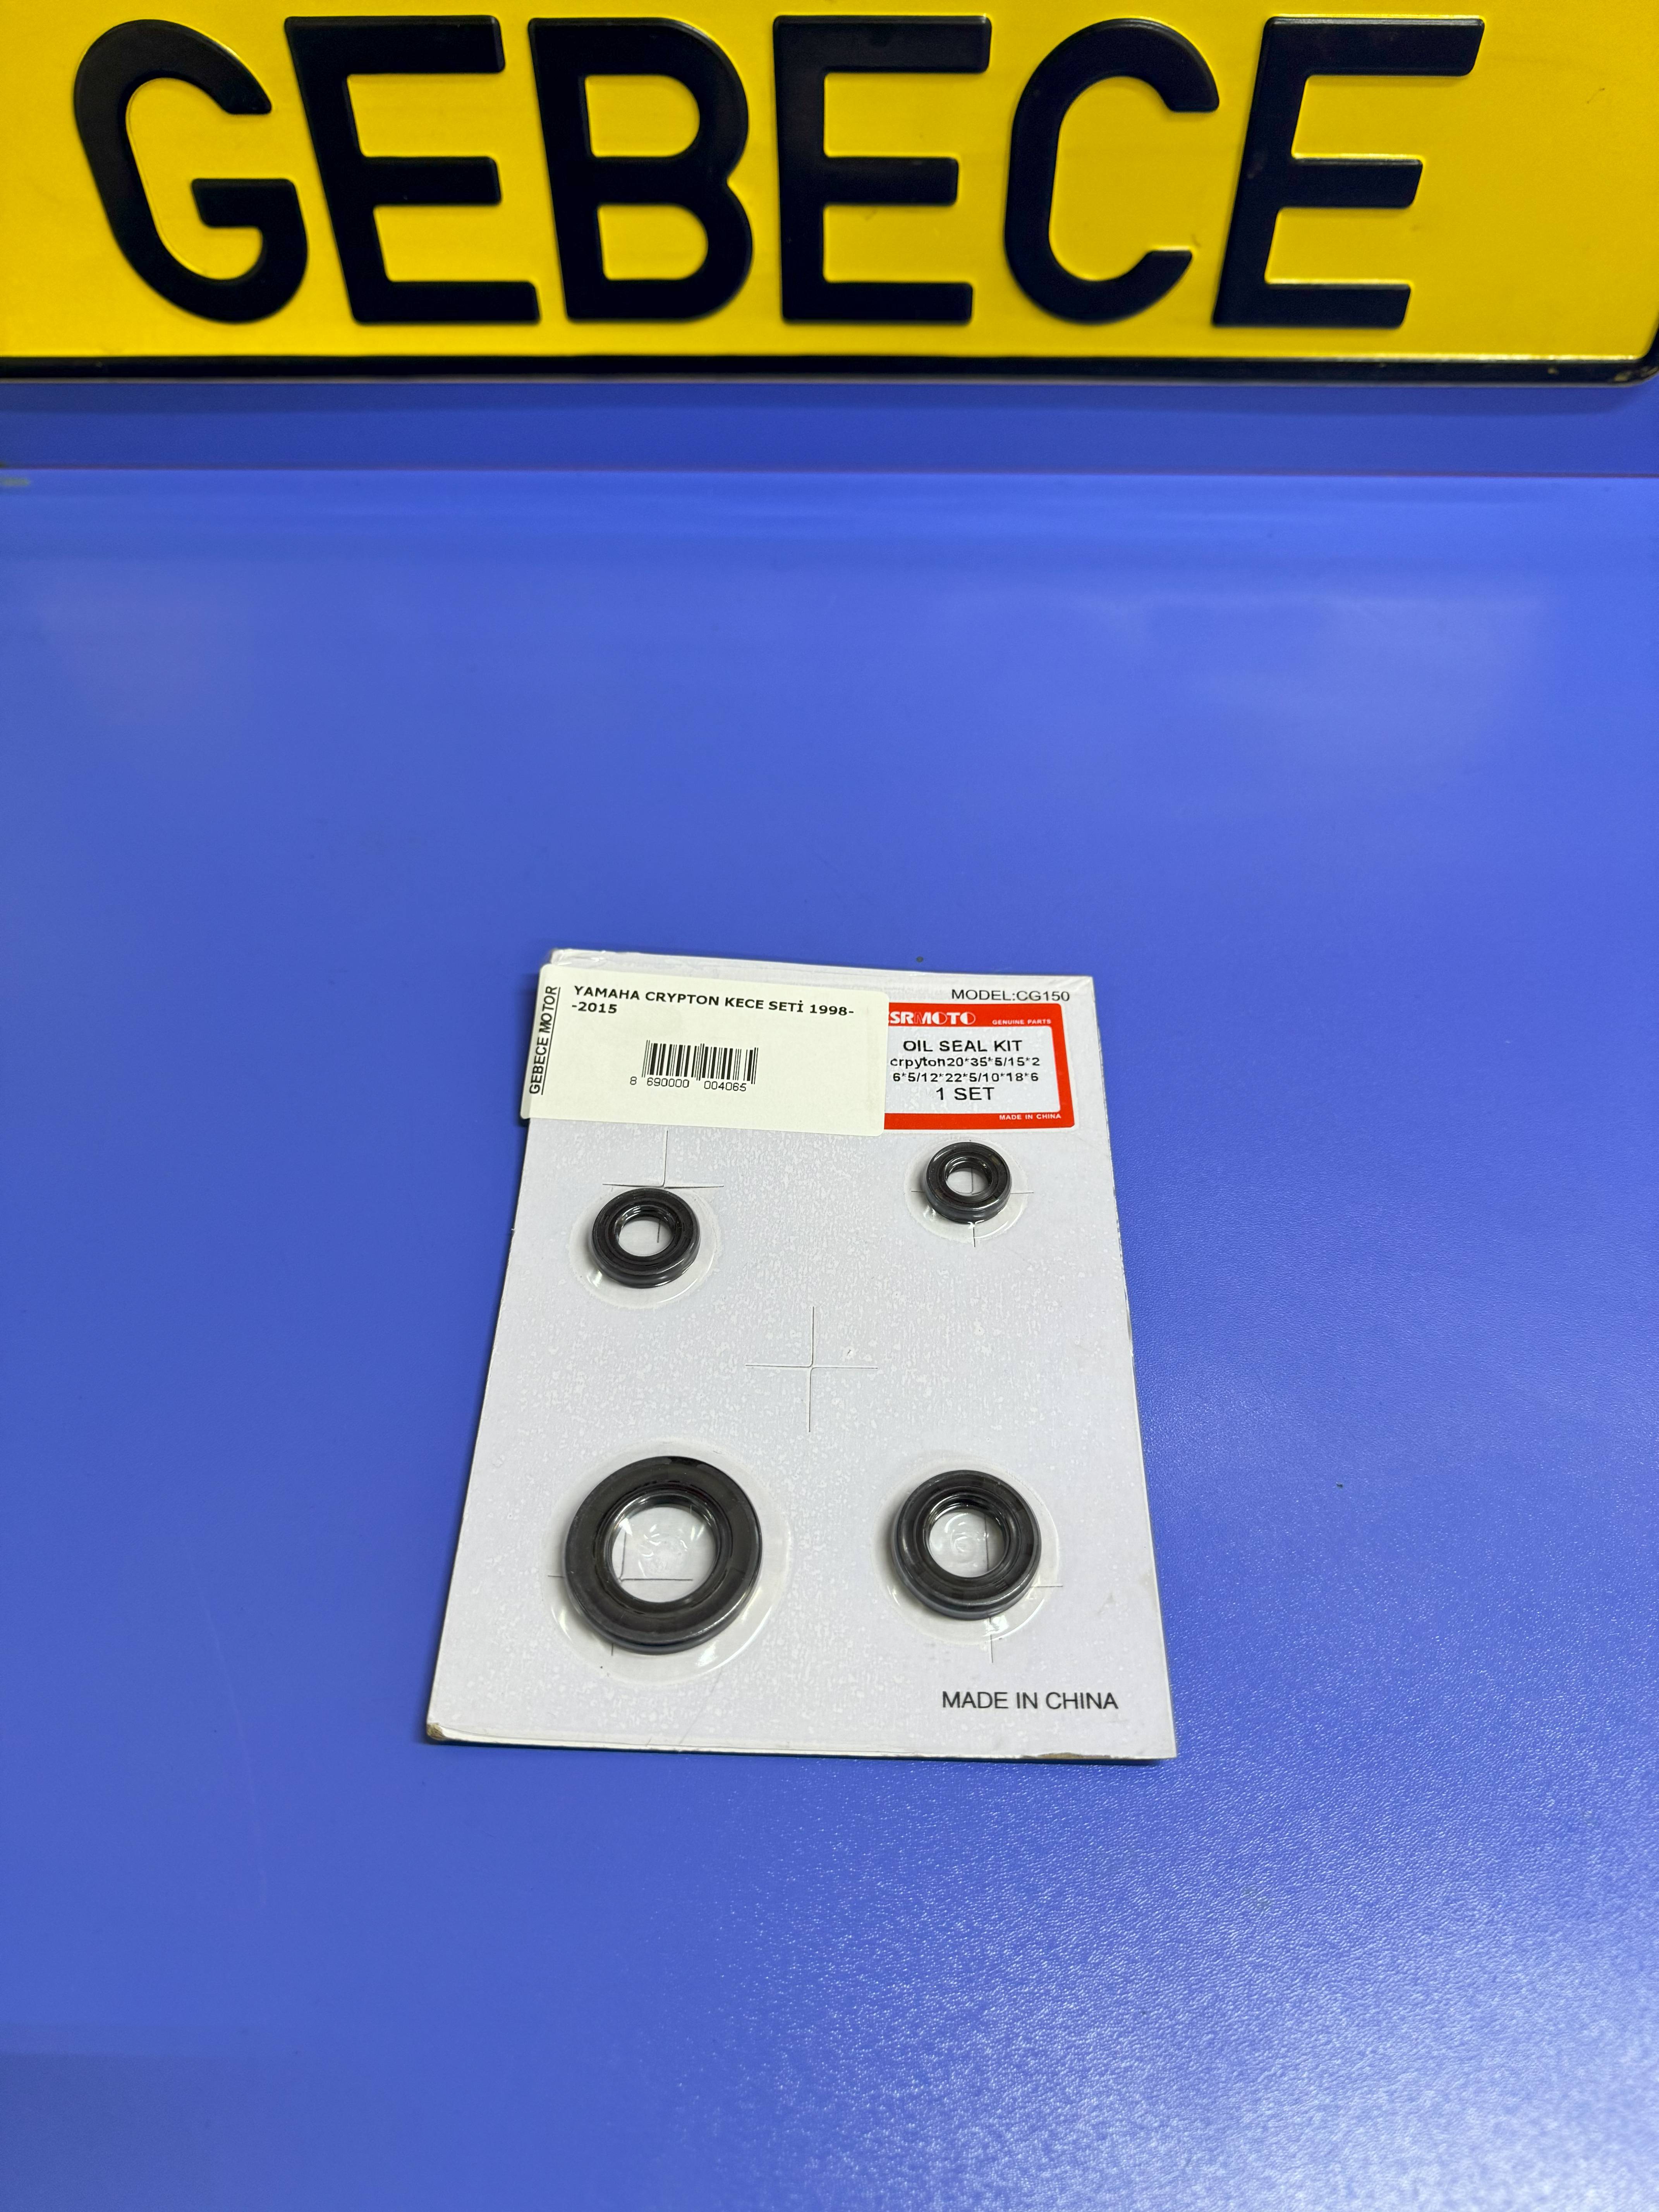 GEBECE
GEBECE MOTOR
YAMAHA CRYPTON KECE SETİ 1998-
-2015
8 690000 004065
MODEL:CG150
SRMOTO GENUINE PARTS
OIL SEAL KIT
crpyton20*35*5/15*2
6*5/12*22*5/10*18*6
1 SET
MADE IN CHINA
MADE IN CHINA